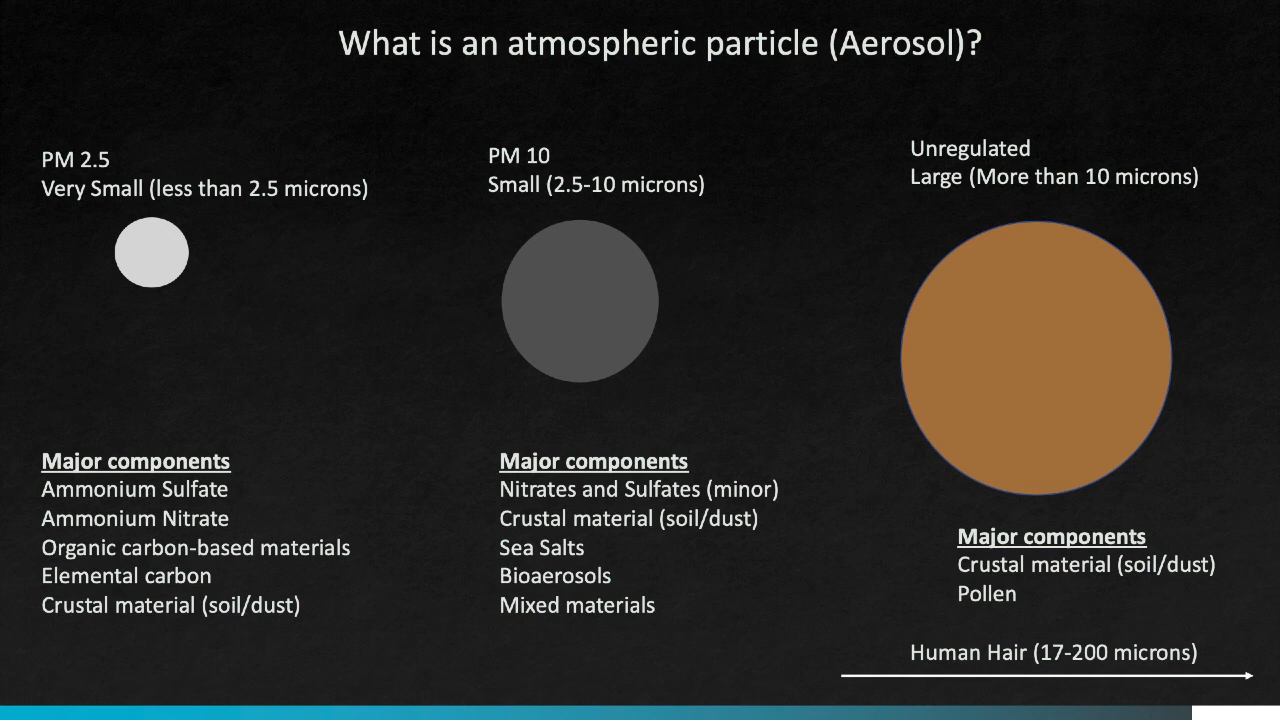 What is an atmospheric particle (Aerosol)?
PM 2.5
Very Small (less than 2.5 microns)
PM 10
Small (2.5-10 microns)
Unregulated
Large (More than 10 microns)
Major components
Ammonium Sulfate
Ammonium Nitrate
Organic carbon-based materials
Elemental carbon
Crustal material (soil/dust)
Major components
Nitrates and Sulfates (minor)
Crustal material (soil/dust)
Sea Salts
Bioaerosols
Mixed materials
Major components
Crustal material (soil/dust)
Pollen
Human Hair (17-200 microns)